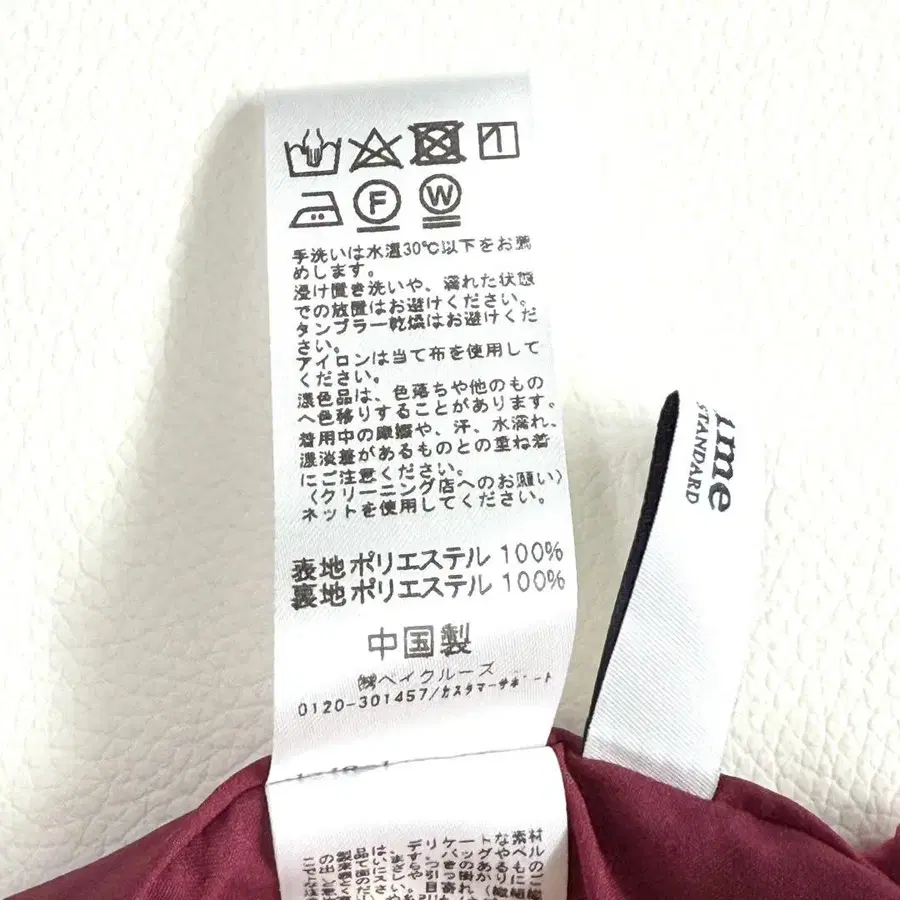 F
W
手洗いは水温30℃以下をお奨
めします。
浸け置き洗いや、濡れた状態
での放置はお避けください。
タンブラー乾燥はお避けくだ
さい。
アイロンは当て布を使用して
ください。
濃色品は、色落ちや他のもの
へ色移りすることがあります。
着用中の摩擦や、汗、水濡れ、
濃淡差があるものとの重ね着
にご注意ください。
〈クリーニング店へのお願い〉
ネットを使用してください。
表地ポリエステル 100%
裏地ポリエステル 100%
中国製
㈱ベイクルーズ
0120-301457/カスタマーサポート
ime
STANDARD